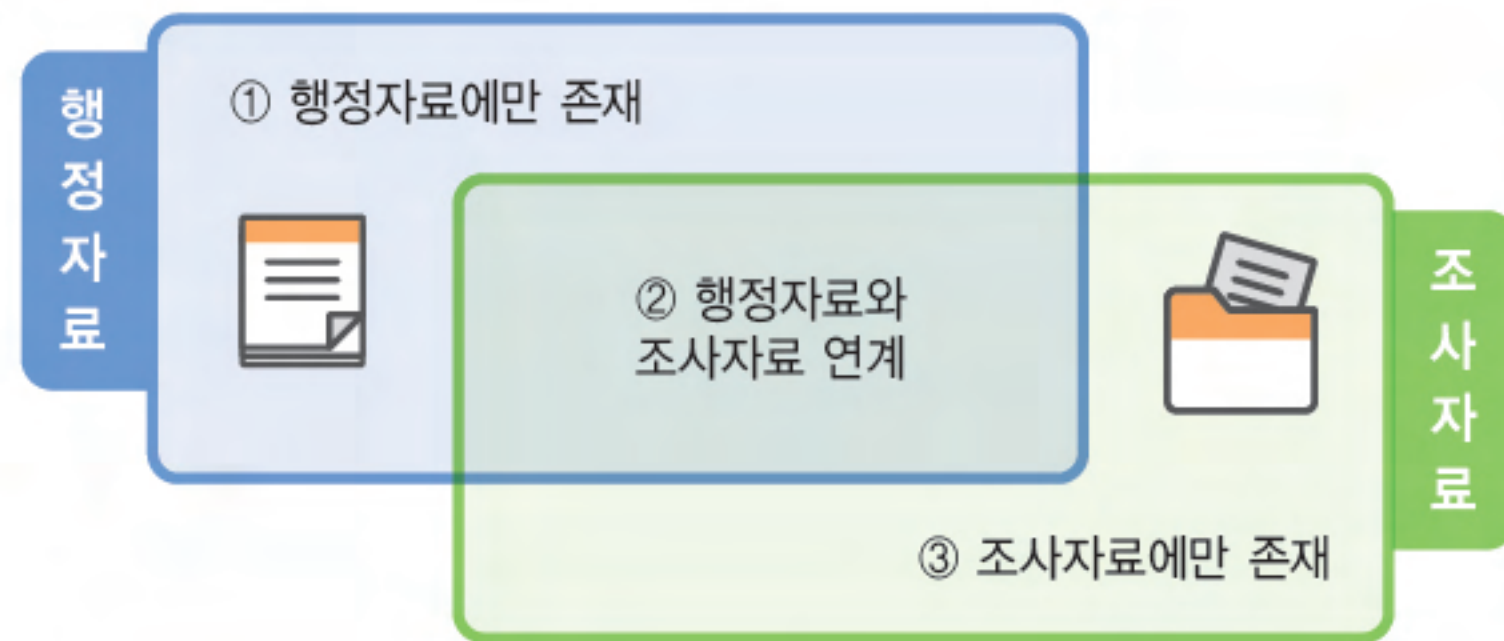 행정자료
① 행정자료에만 존재
② 행정자료와
조사자료 연계
조사자료
③ 조사자료에만 존재